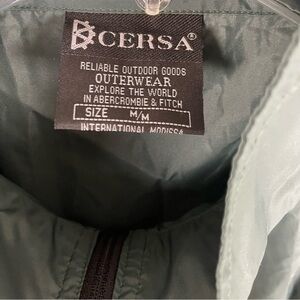 CERSA®
RELIABLE OUTDOOR GOODS
OUTERWEAR
EXPLORE THE WORLD
IN ABERCROMBIE & FITCH
SIZE M/M
INTERNATIONAL MODISSA